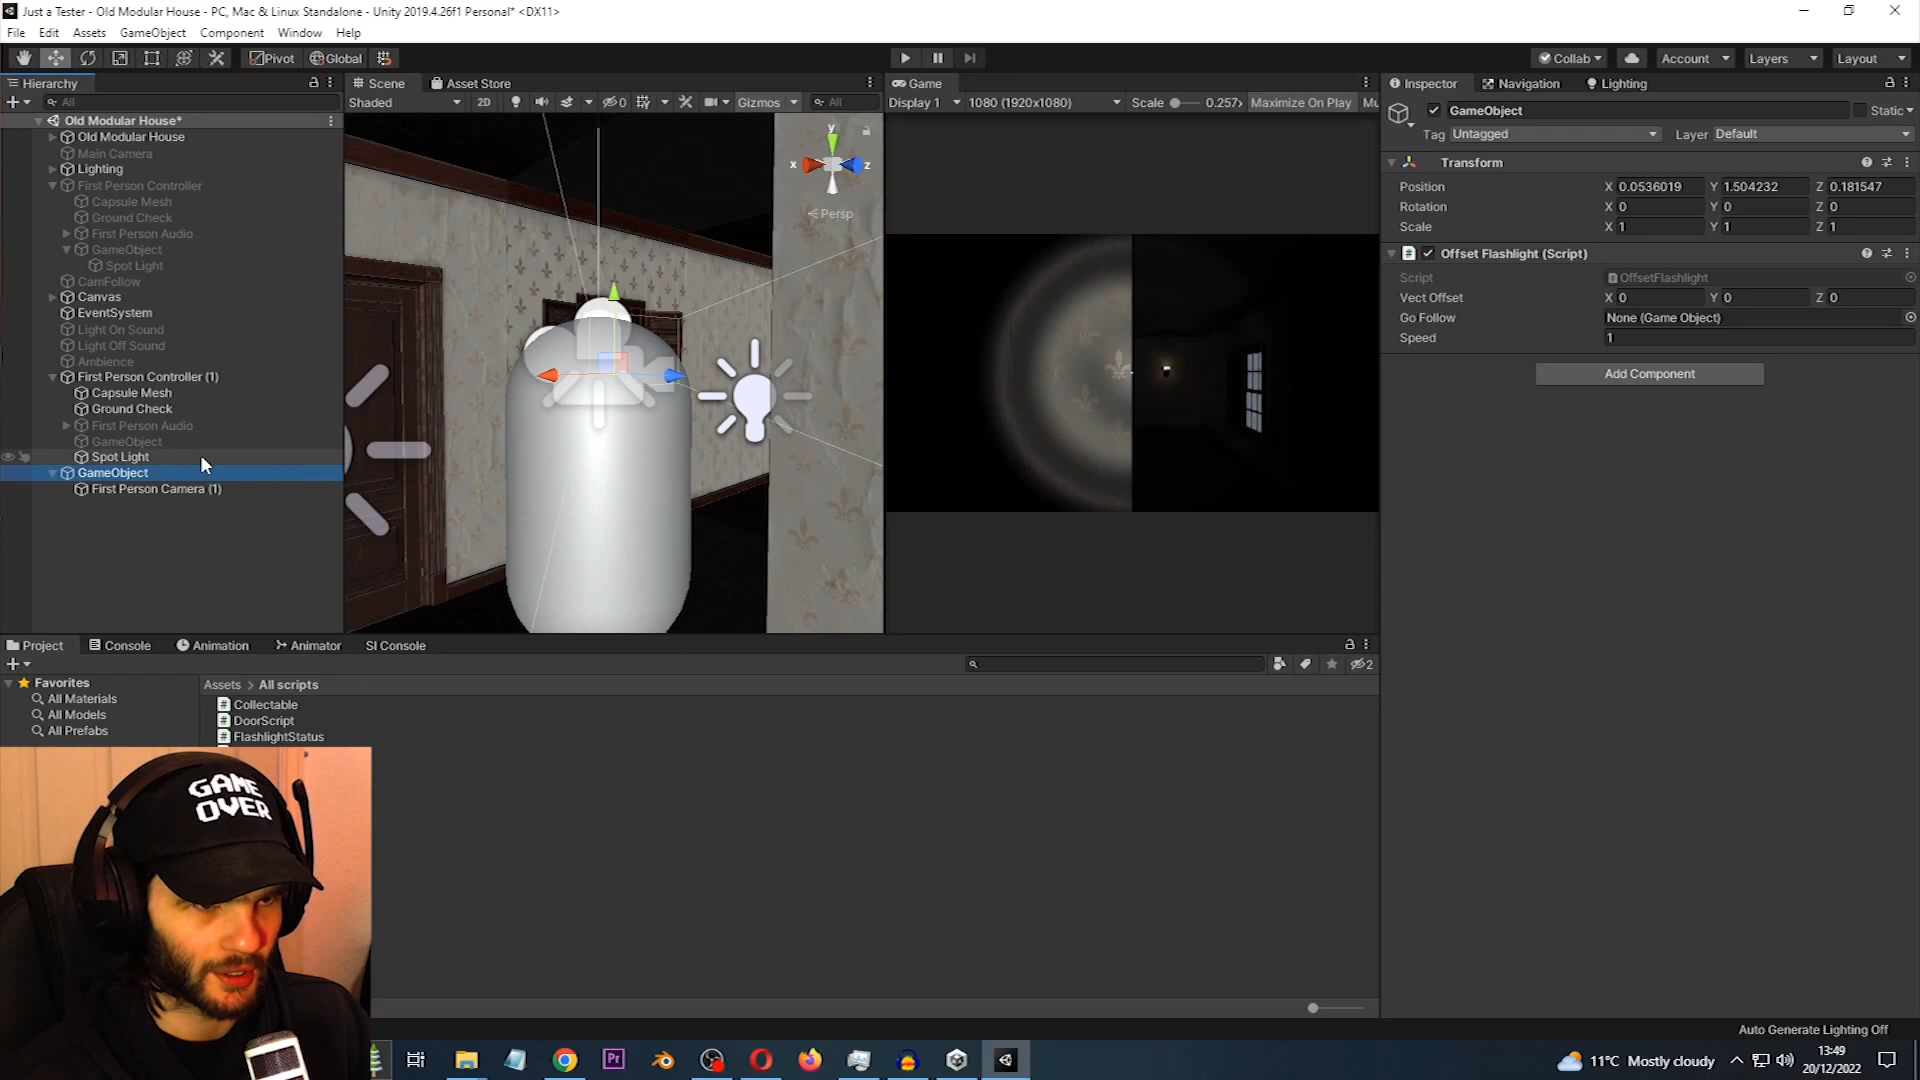 Just a Tester - Old Modular House - PC, Mac & Linux Standalone - Unity 2019.4.26f1 Personal* <DX11>
File Edit Assets GameObject Component Window Help
Pivot Global Collab Account Layers Layout
Hierarchy
All
Old Modular House*
Old Modular House
Main Camera
Lighting
First Person Controller
Capsule Mesh
Ground Check
First Person Audio
GameObject
Spot Light
CamFollow
Canvas
EventSystem
Light On Sound
Light Off Sound
Ambience
First Person Controller (1)
Capsule Mesh
Ground Check
First Person Audio
GameObject
Spot Light
GameObject
First Person Camera (1)
Scene Asset Store
Shaded 2D 0 Gizmos All
y
x z
Persp
Game
Display 1 1080 (1920x1080) Scale 0.257x Maximize On Play Mu
Inspector Navigation Lighting
GameObject Static
Tag Untagged Layer Default
Transform
Position X 0.0536019 Y 1.504232 Z 0.181547
Rotation X 0 Y 0 Z 0
Scale X 1 Y 1 Z 1
Offset Flashlight (Script)
Script OffsetFlashlight
Vect Offset X 0 Y 0 Z 0
Go Follow None (Game Object)
Speed 1
Add Component
Project Console Animation Animator SI Console
2
Favorites
All Materials
All Models
All Prefabs
Assets > All scripts
Collectable
DoorScript
FlashlightStatus
GAME
OVER
Auto Generate Lighting Off
Pr
11°C Mostly cloudy
13:49
20/12/2022